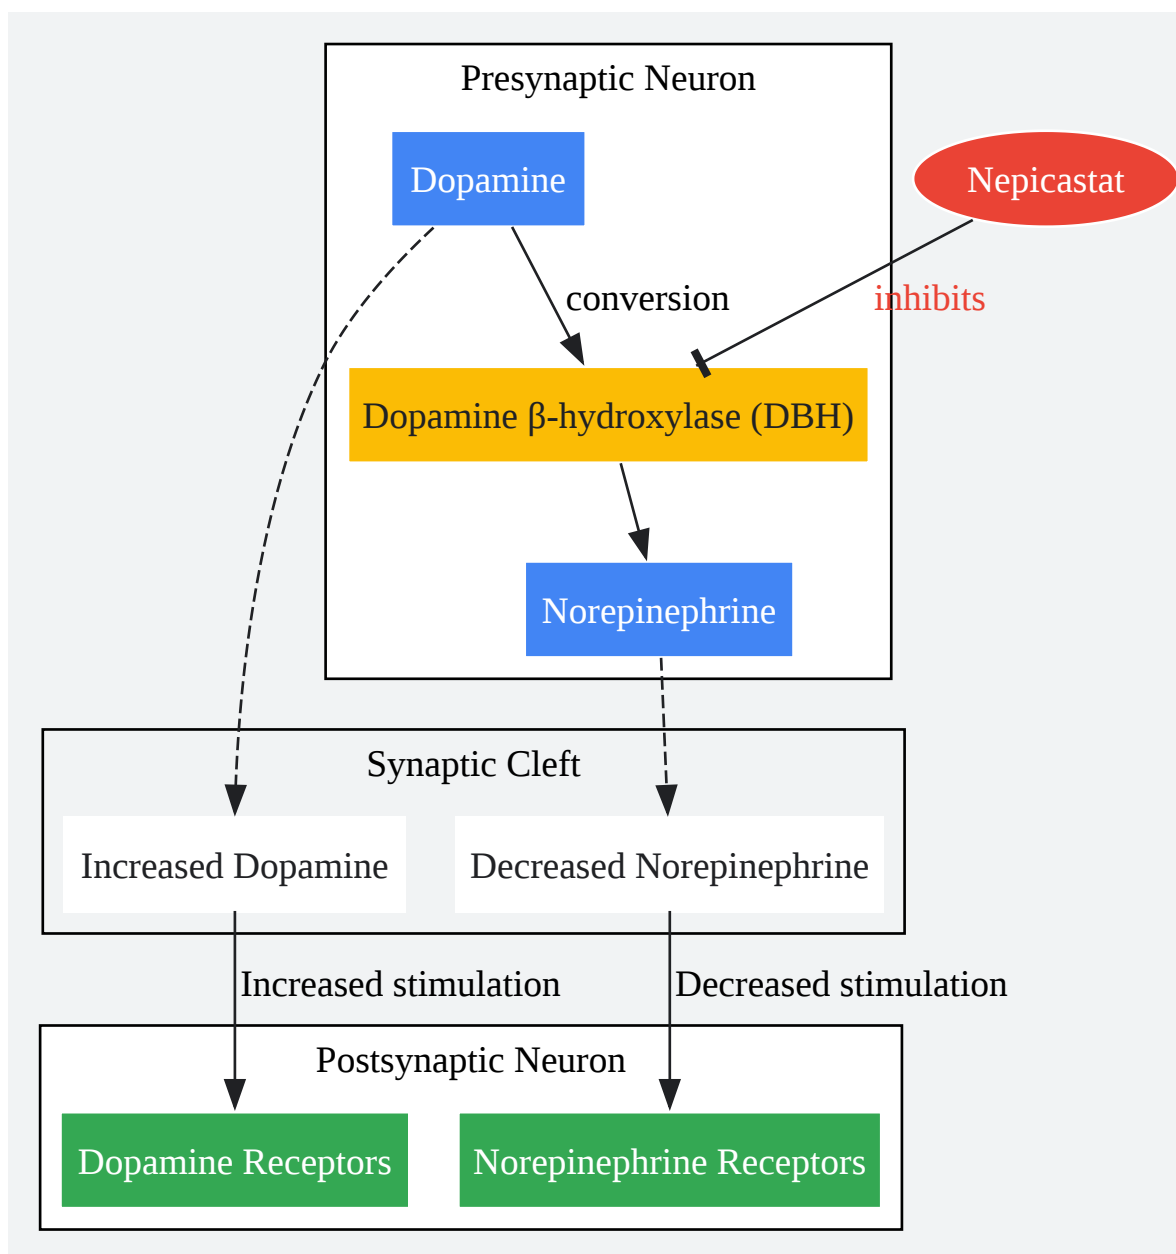 Presynaptic Neuron
Dopamine
Nepicastat
conversion
inhibits
Dopamine β-hydroxylase (DBH)
Norepinephrine
Synaptic Cleft
Increased Dopamine
Decreased Norepinephrine
Increased stimulation
Decreased stimulation
Postsynaptic Neuron
Dopamine Receptors
Norepinephrine Receptors